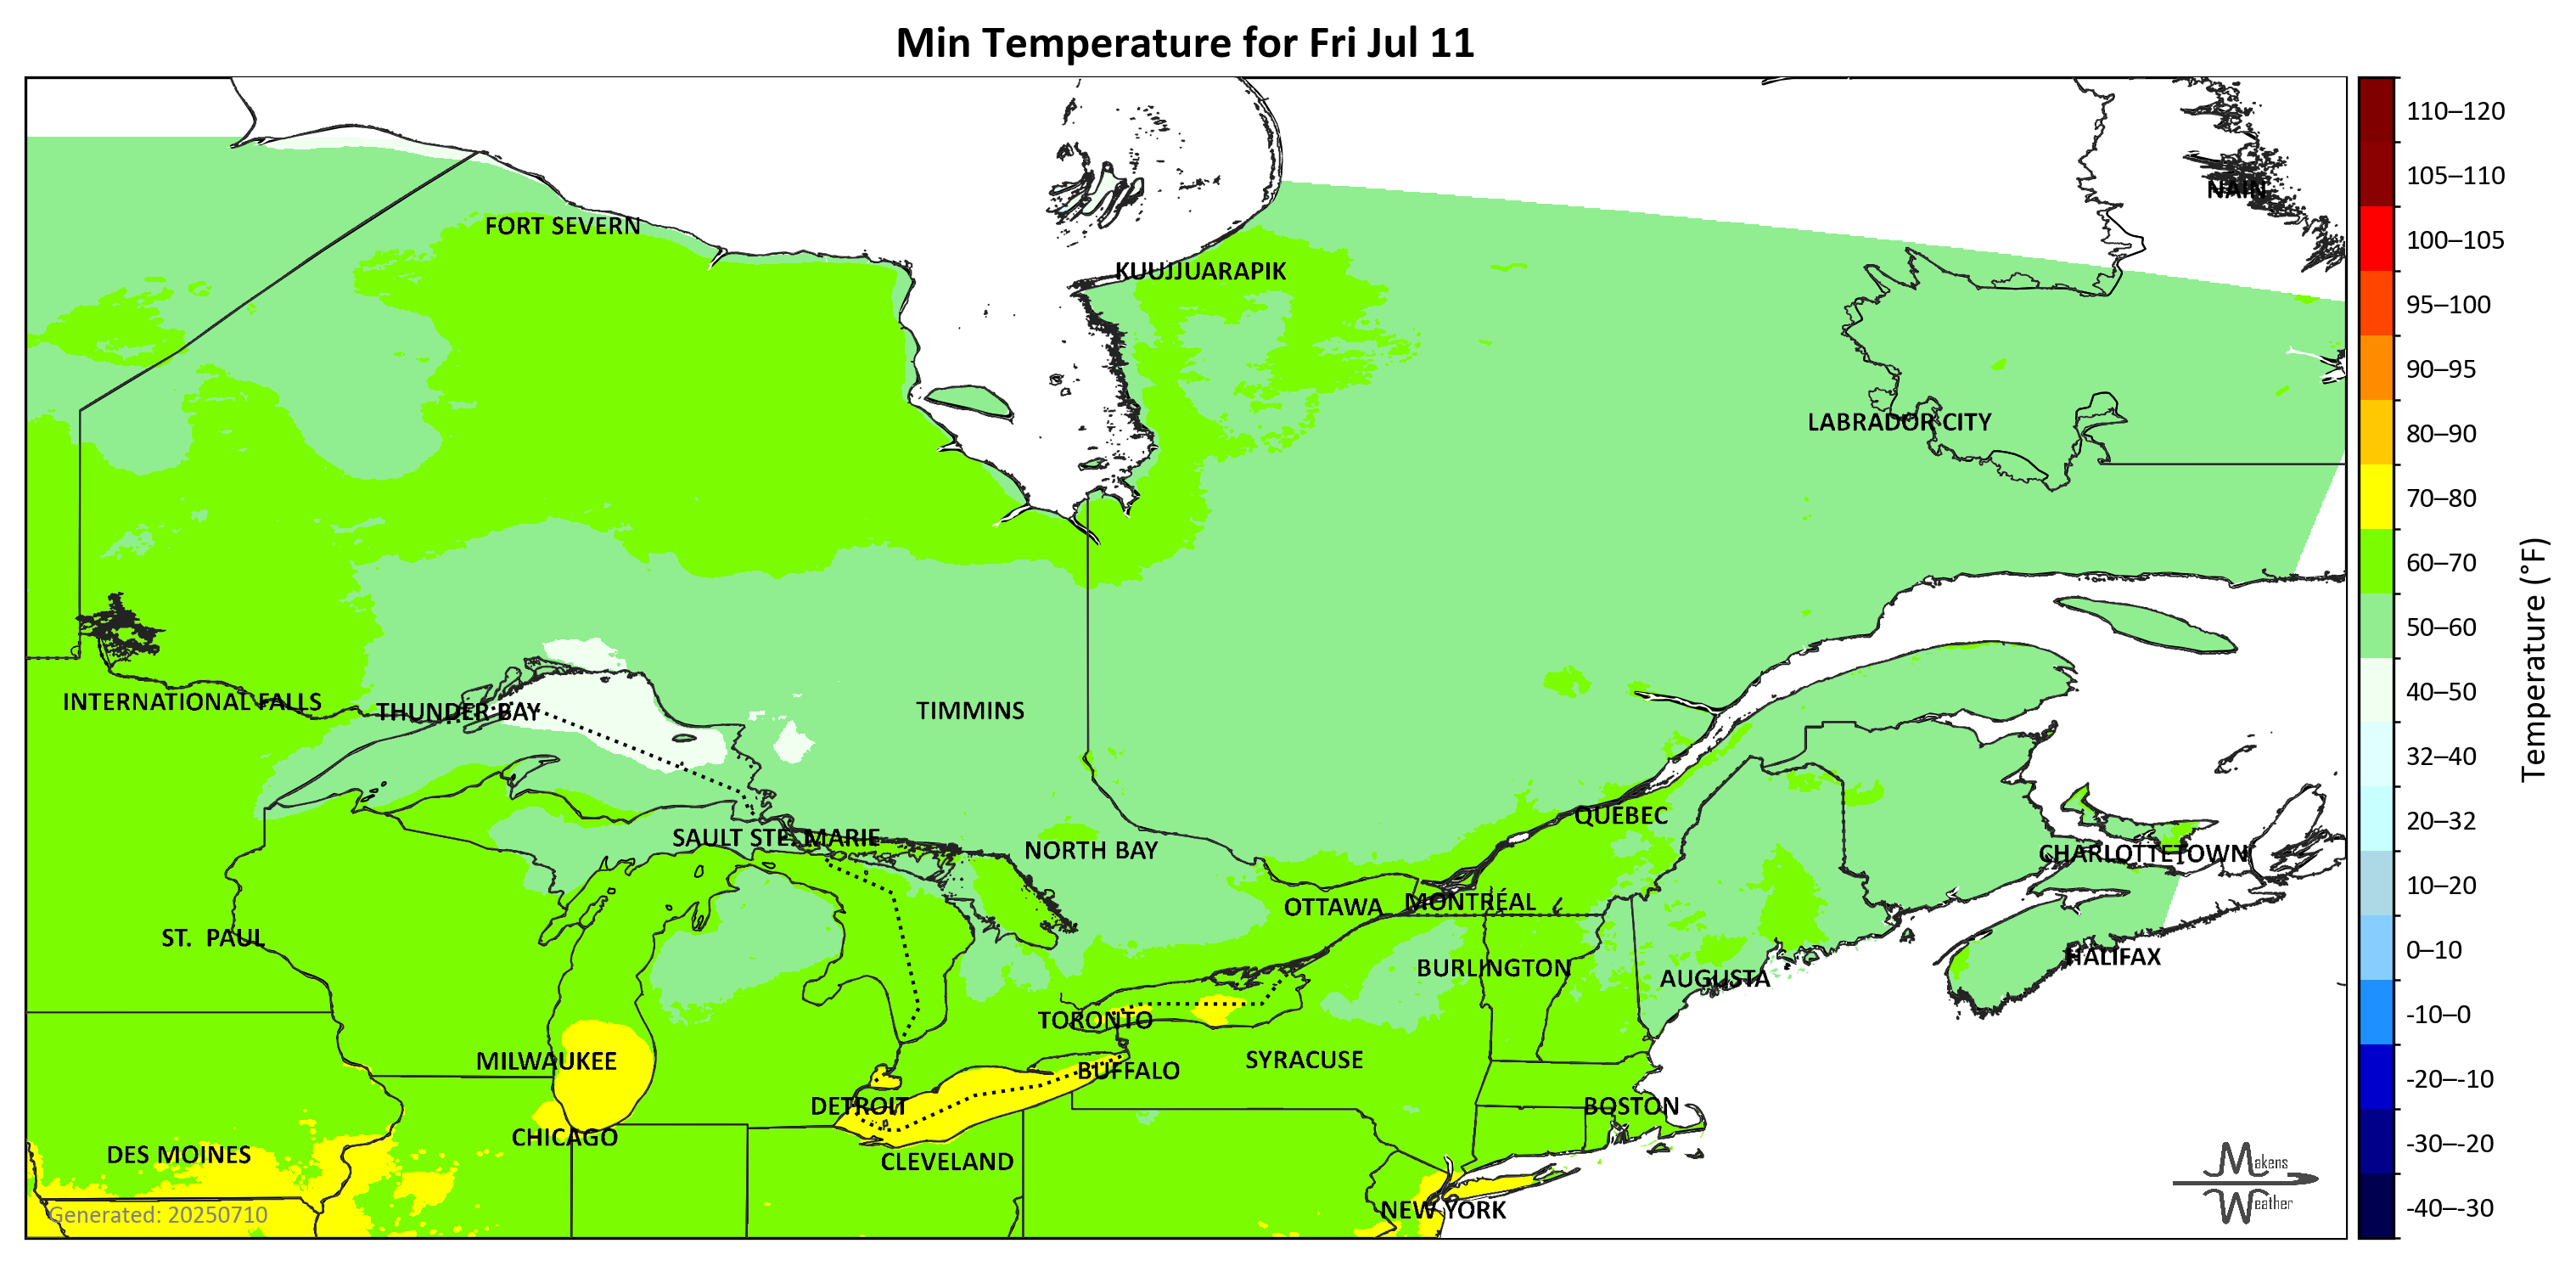 Min Temperature for Fri Jul 11
110–120
105–110
NAIN
FORT SEVERN
100–105
KUUJJUARAPIK
95–100
90–95
LABRADOR CITY
80–90
70–80
60–70
50–60
Temperature (°F)
INTERNATIONAL FALLS
THUNDER BAY
TIMMINS
40–50
32–40
QUEBEC
20–32
SAULT STE. MARIE
NORTH BAY
CHARLOTTETOWN
10–20
OTTAWA
MONTRÉAL
ST. PAUL
0–10
HALIFAX
BURLINGTON
AUGUSTA
TORONTO
-10–0
MILWAUKEE
SYRACUSE
BUFFALO
-20–-10
DETROIT
BOSTON
CHICAGO
-30–-20
DES MOINES
CLEVELAND
Makens
Weather
NEW YORK
-40–-30
Generated: 20250710